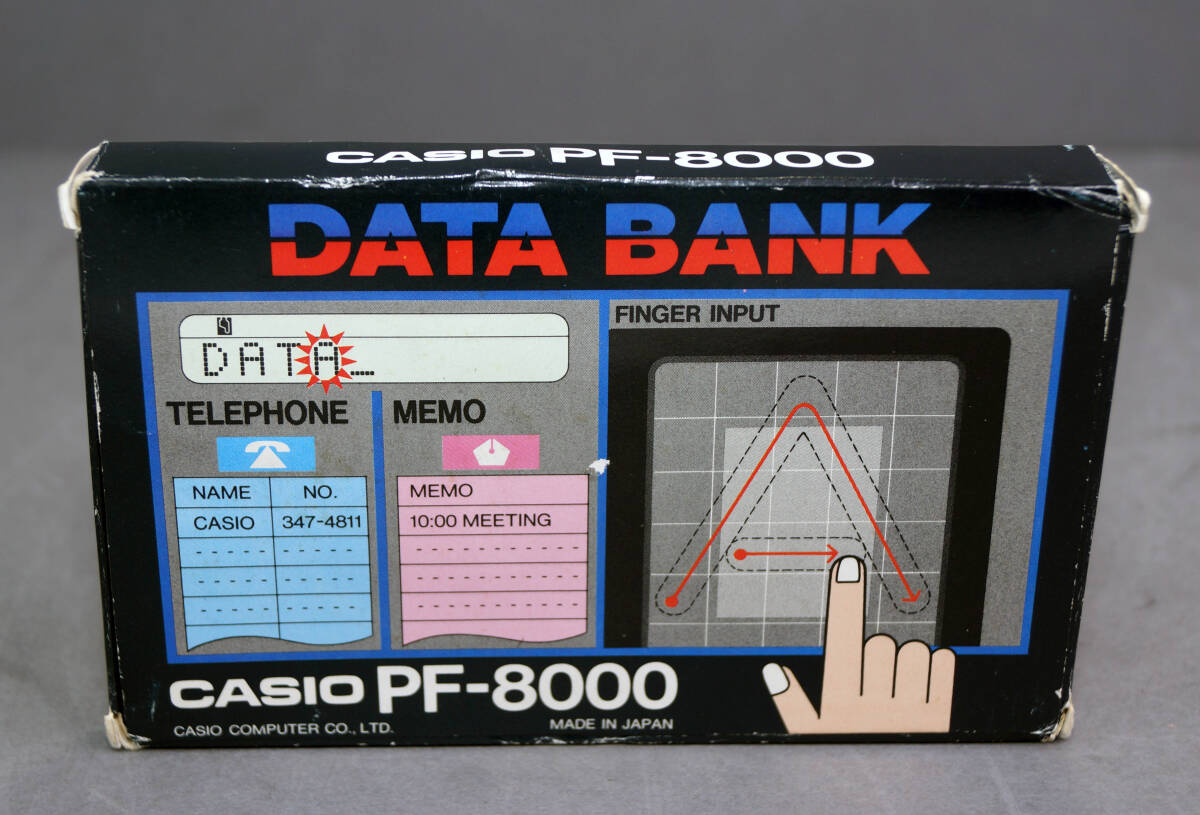 CASIO PF-8000
DATA BANK
DATA_
TELEPHONE
NAME NO.
CASIO 347-4811
MEMO
MEMO
10:00 MEETING
FINGER INPUT
CASIO PF-8000
CASIO COMPUTER CO., LTD.
MADE IN JAPAN